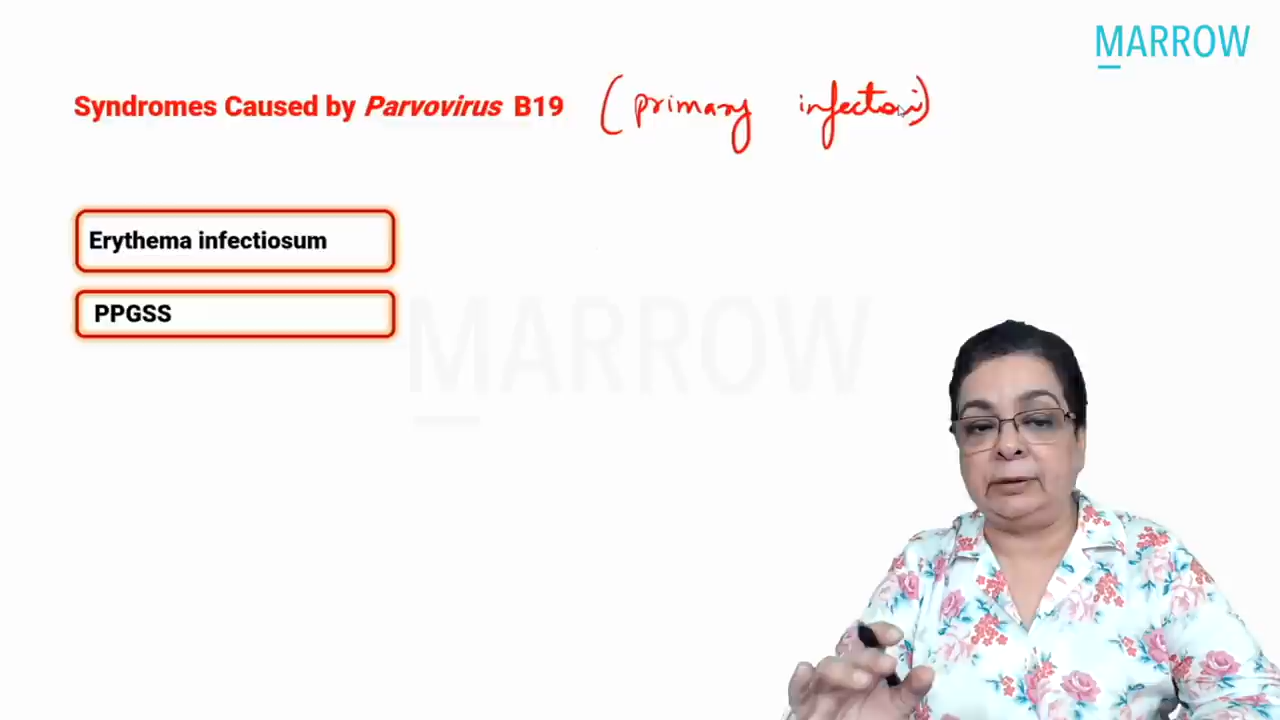 MARROW
Syndromes Caused by Parvovirus B19 (primary infection)
Erythema infectiosum
PPGSS
MARROW